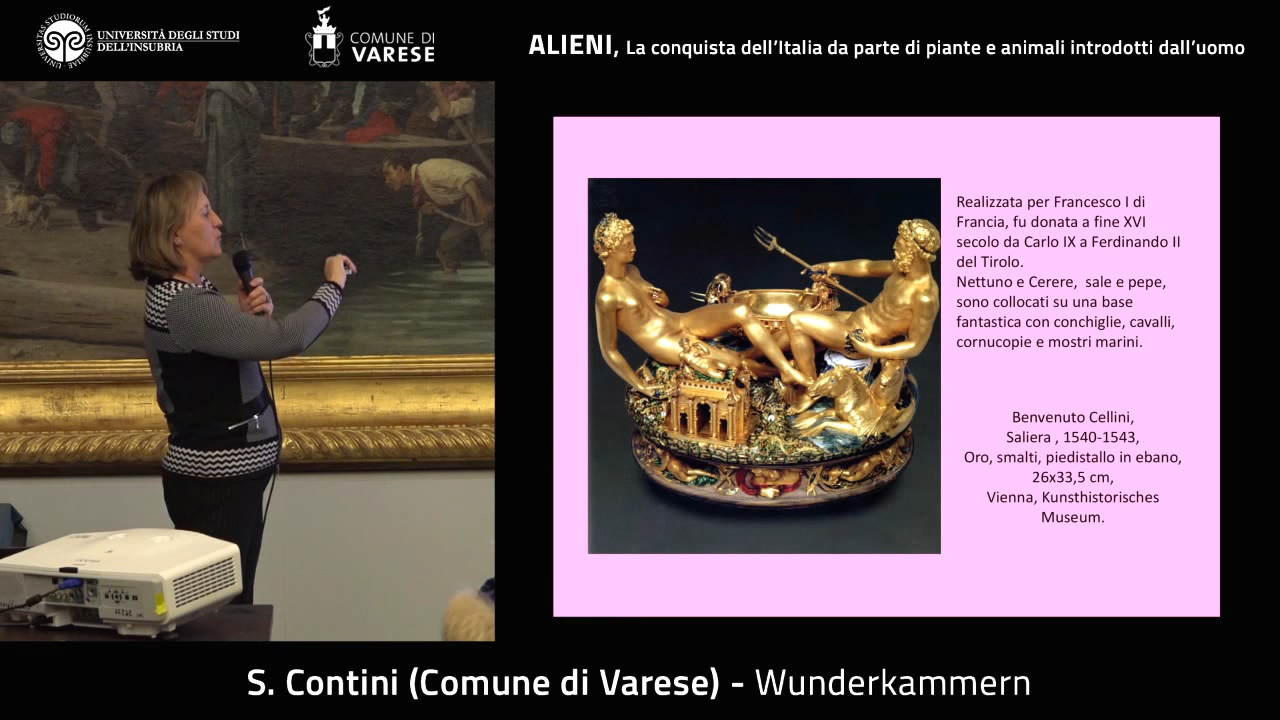 UNIVERSITÀ DEGLI STUDI
DELL'INSUBRIA
COMUNE DI
VARESE
ALIENI, La conquista dell'Italia da parte di piante e animali introdotti dall'uomo
Realizzata per Francesco I di
Francia, fu donata a fine XVI
secolo da Carlo IX a Ferdinando II
del Tirolo.
Nettuno e Cerere, sale e pepe,
sono collocati su una base
fantastica con conchiglie, cavalli,
cornucopie e mostri marini.
Benvenuto Cellini,
Saliera , 1540-1543,
Oro, smalti, piedistallo in ebano,
26x33,5 cm,
Vienna, Kunsthistorisches
Museum.
S. Contini (Comune di Varese) - Wunderkammern